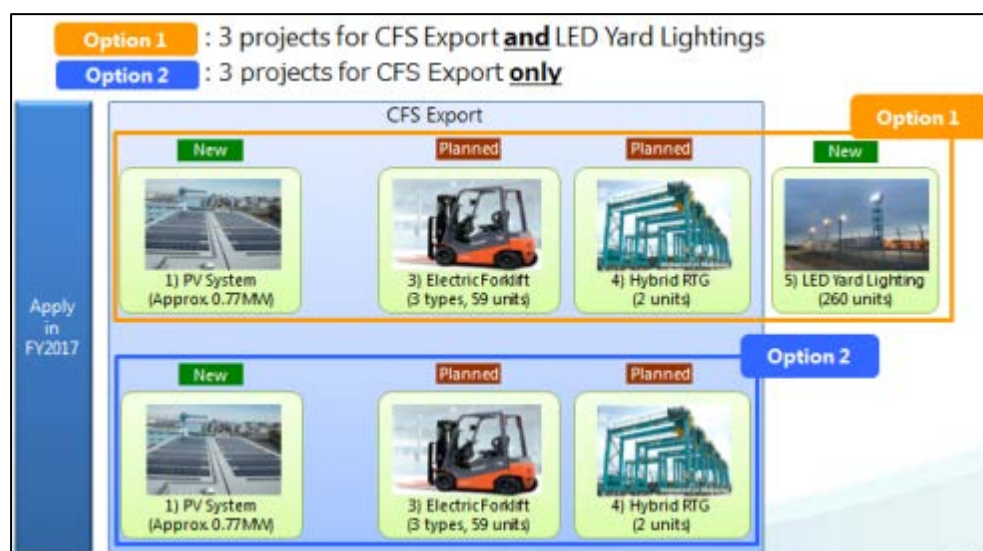 Option 1 : 3 projects for CFS Export and LED Yard Lightings
Option 2 : 3 projects for CFS Export only
CFS Export
Option 1
New
Planned
Planned
New
1) PV System
(Approx. 0.77MW)
3) Electric Forklift
(3 types, 59 units)
4) Hybrid RTG
(2 units)
5) LED Yard Lighting
(260 units)
Apply
in
FY2017
Option 2
New
Planned
Planned
1) PV System
(Approx. 0.77MW)
3) Electric Forklift
(3 types, 59 units)
4) Hybrid RTG
(2 units)